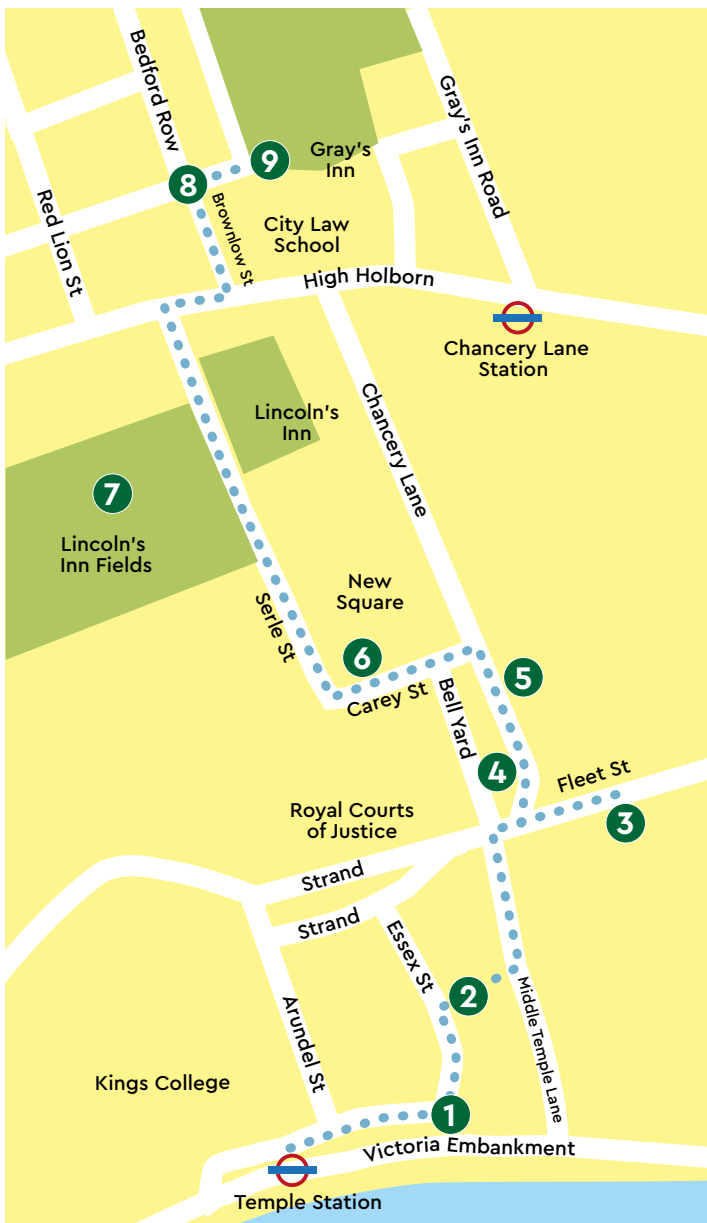 Bedford Row
Gray's Inn Road
9
Gray's
Inn
8
Red Lion St
Brownlow St
City Law
School
High Holborn
Chancery Lane
Station
Lincoln's
Inn
Chancery Lane
7
Lincoln's
Inn Fields
New
Square
Serle St
6
5
Carey St
Bell Yard
4
Fleet St
3
Royal Courts
of Justice
Strand
Strand
Essex St
2
Middle Temple Lane
Arundel St
Kings College
1
Victoria Embankment
Temple Station